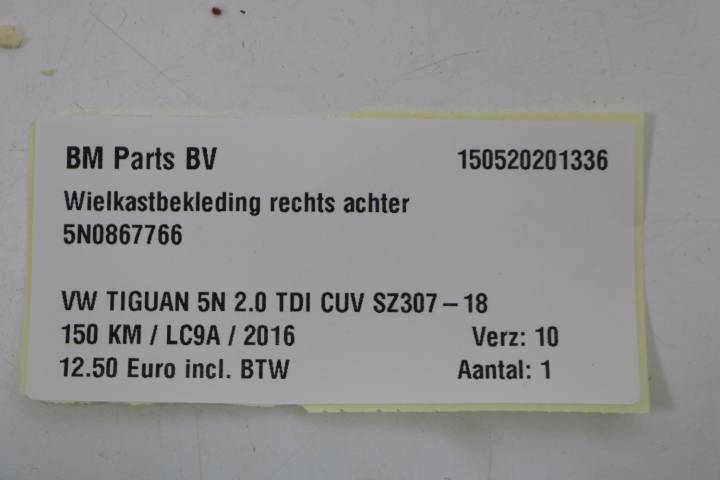 BM Parts BV 150520201336
Wielkastbekleding rechts achter
5N0867766
VW TIGUAN 5N 2.0 TDI CUV SZ307-18
150 KM / LC9A / 2016 Verz: 10
12.50 Euro incl. BTW Aantal: 1